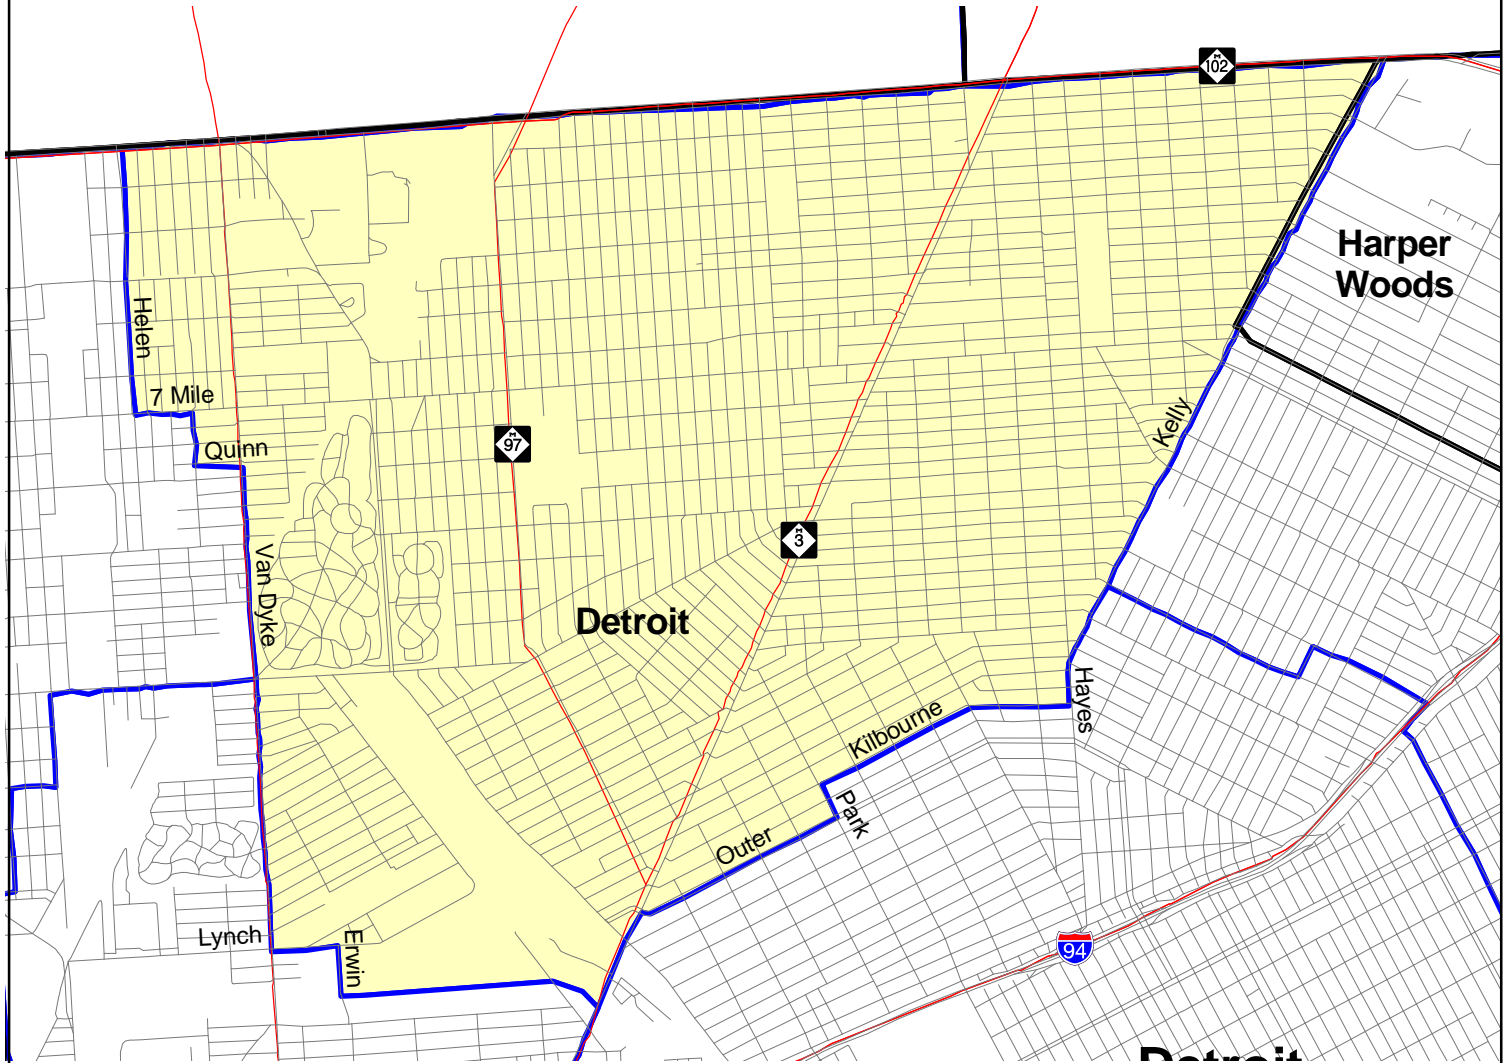 M
102
Harper
Woods
Helen
7 Mile
Quinn
M
97
Kelly
M
3
Van Dyke
Detroit
Hayes
Kilbourne
Park
Outer
Lynch
Erwin
94
Detroit